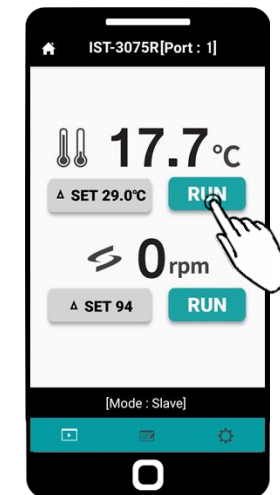 IST-3075R[Port : 1]
17.7°C
△ SET 29.0°C RUN
0rpm
△ SET 94 RUN
[Mode : Slave]